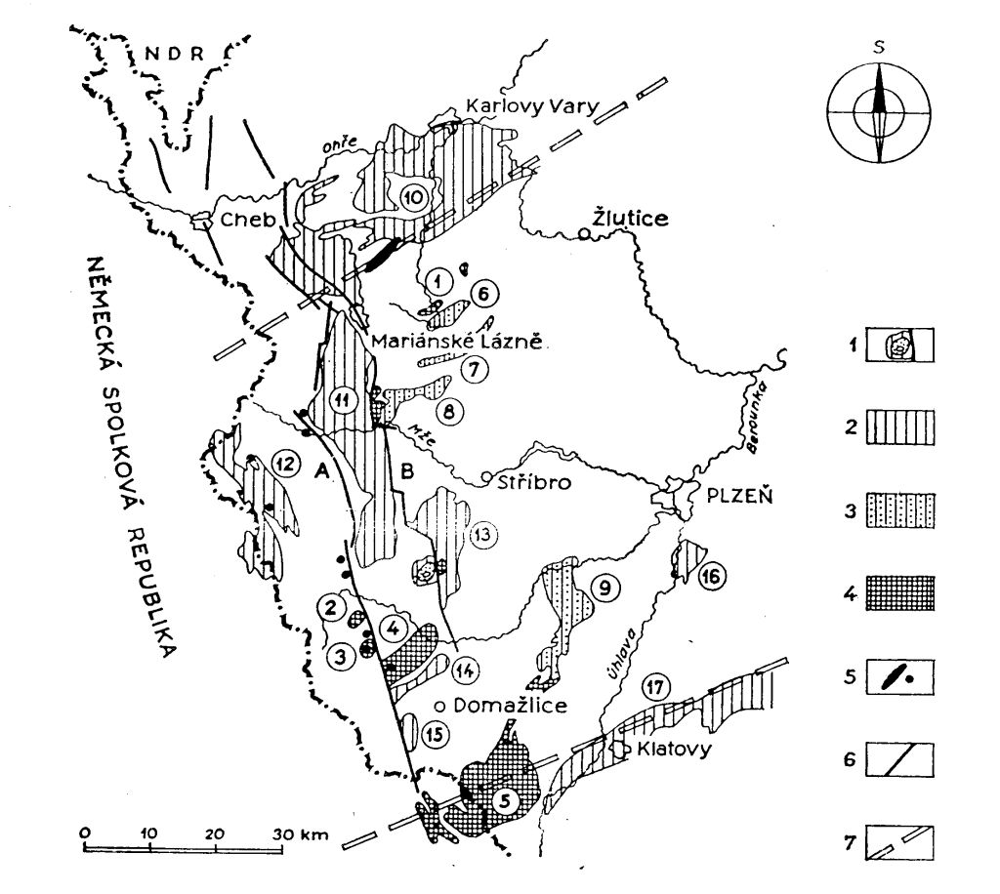 NDR
S
Karlovy Vary
ohře
10
Cheb
Žlutice
1
6
NĚMECKÁ SPOLKOVÁ REPUBLIKA
Mariánské Lázně
7
11
8
Mže
Berounka
12
A
B
Stříbro
PLZEŇ
13
16
9
2
4
3
14
Úhlava
17
Domažlice
15
Klatovy
5
0 10 20 30 km
1
2
3
4
5
6
7